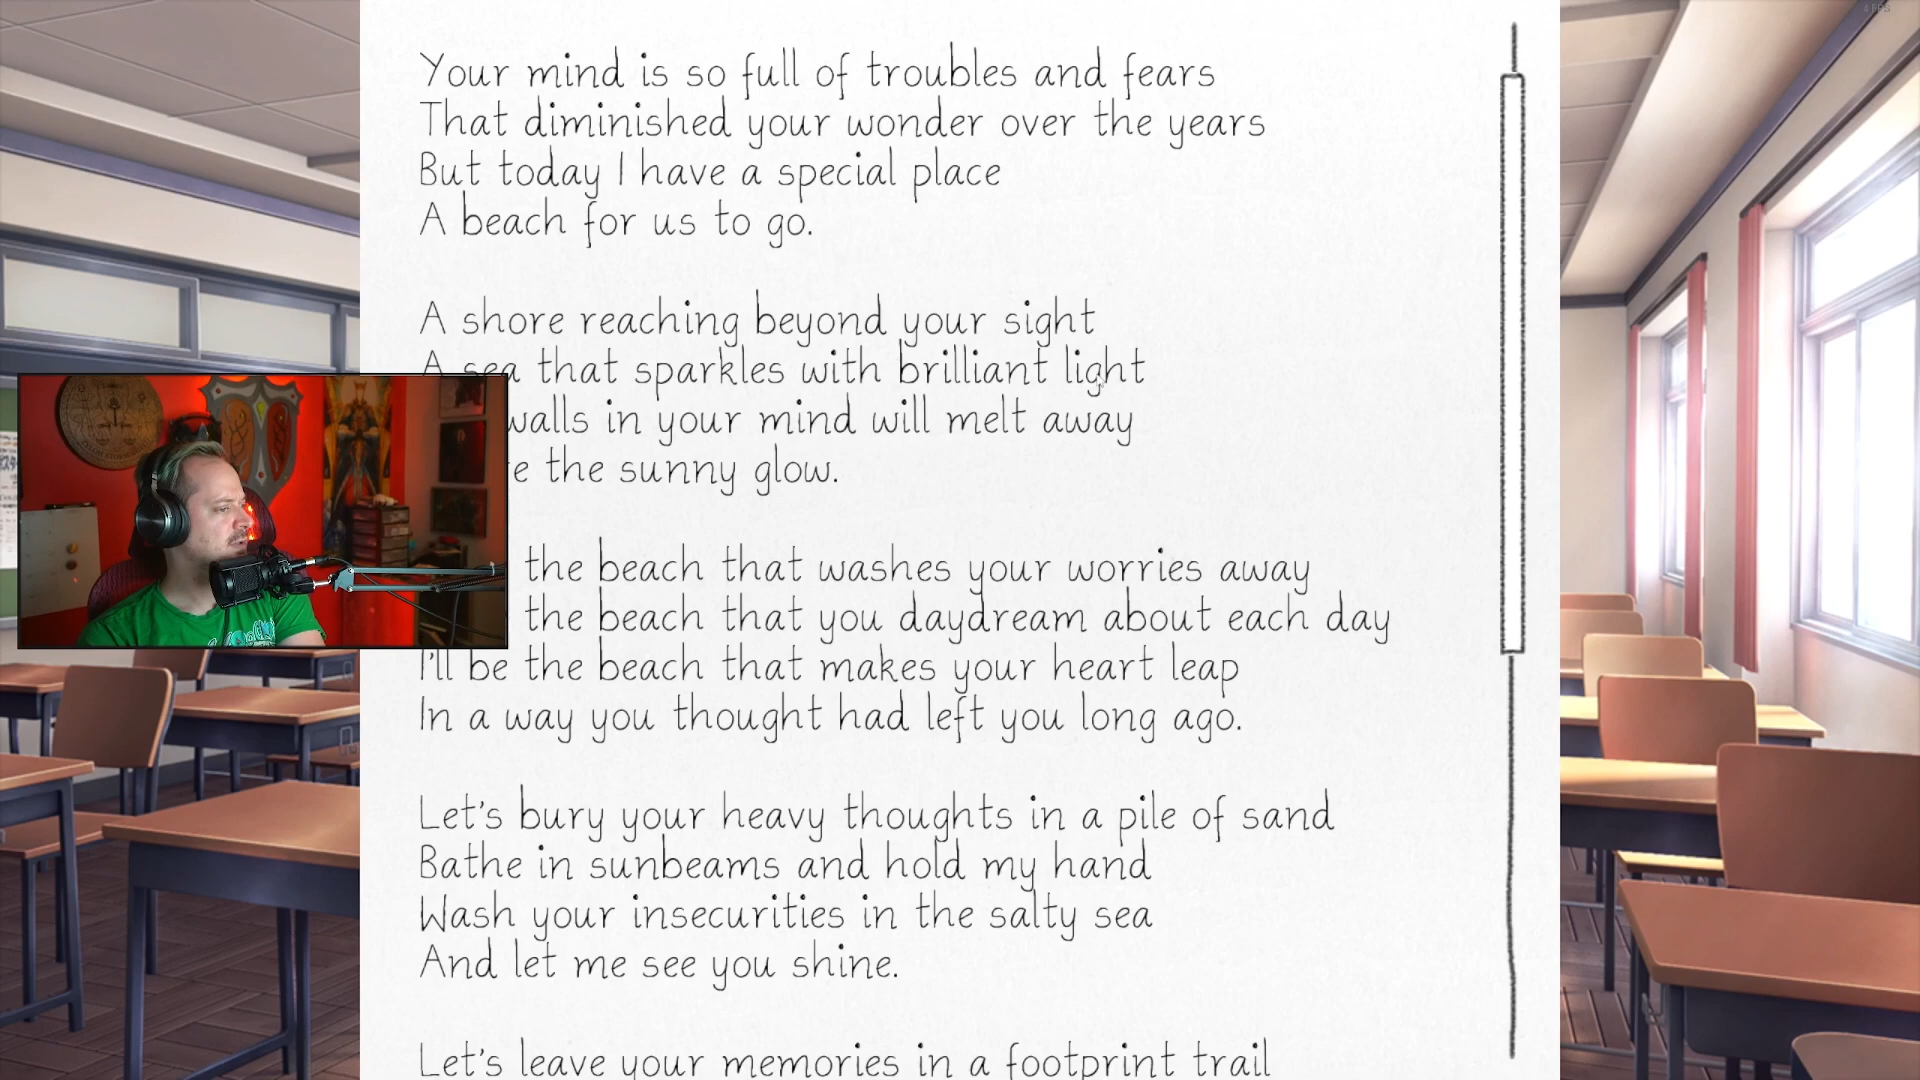 Your mind is so full of troubles and fears
That diminished your wonder over the years
But today I have a special place
A beach for us to go.
A shore reaching beyond your sight
A sea that sparkles with brilliant light
walls in your mind will melt away
the sunny glow.
the beach that washes your worries away
the beach that you daydream about each day
I'll be the beach that makes your heart leap
In a way you thought had left you long ago.
Let's bury your heavy thoughts in a pile of sand
Bathe in sunbeams and hold my hand
Wash your insecurities in the salty sea
And let me see you shine.
Let's leave your memories in a footprint trail